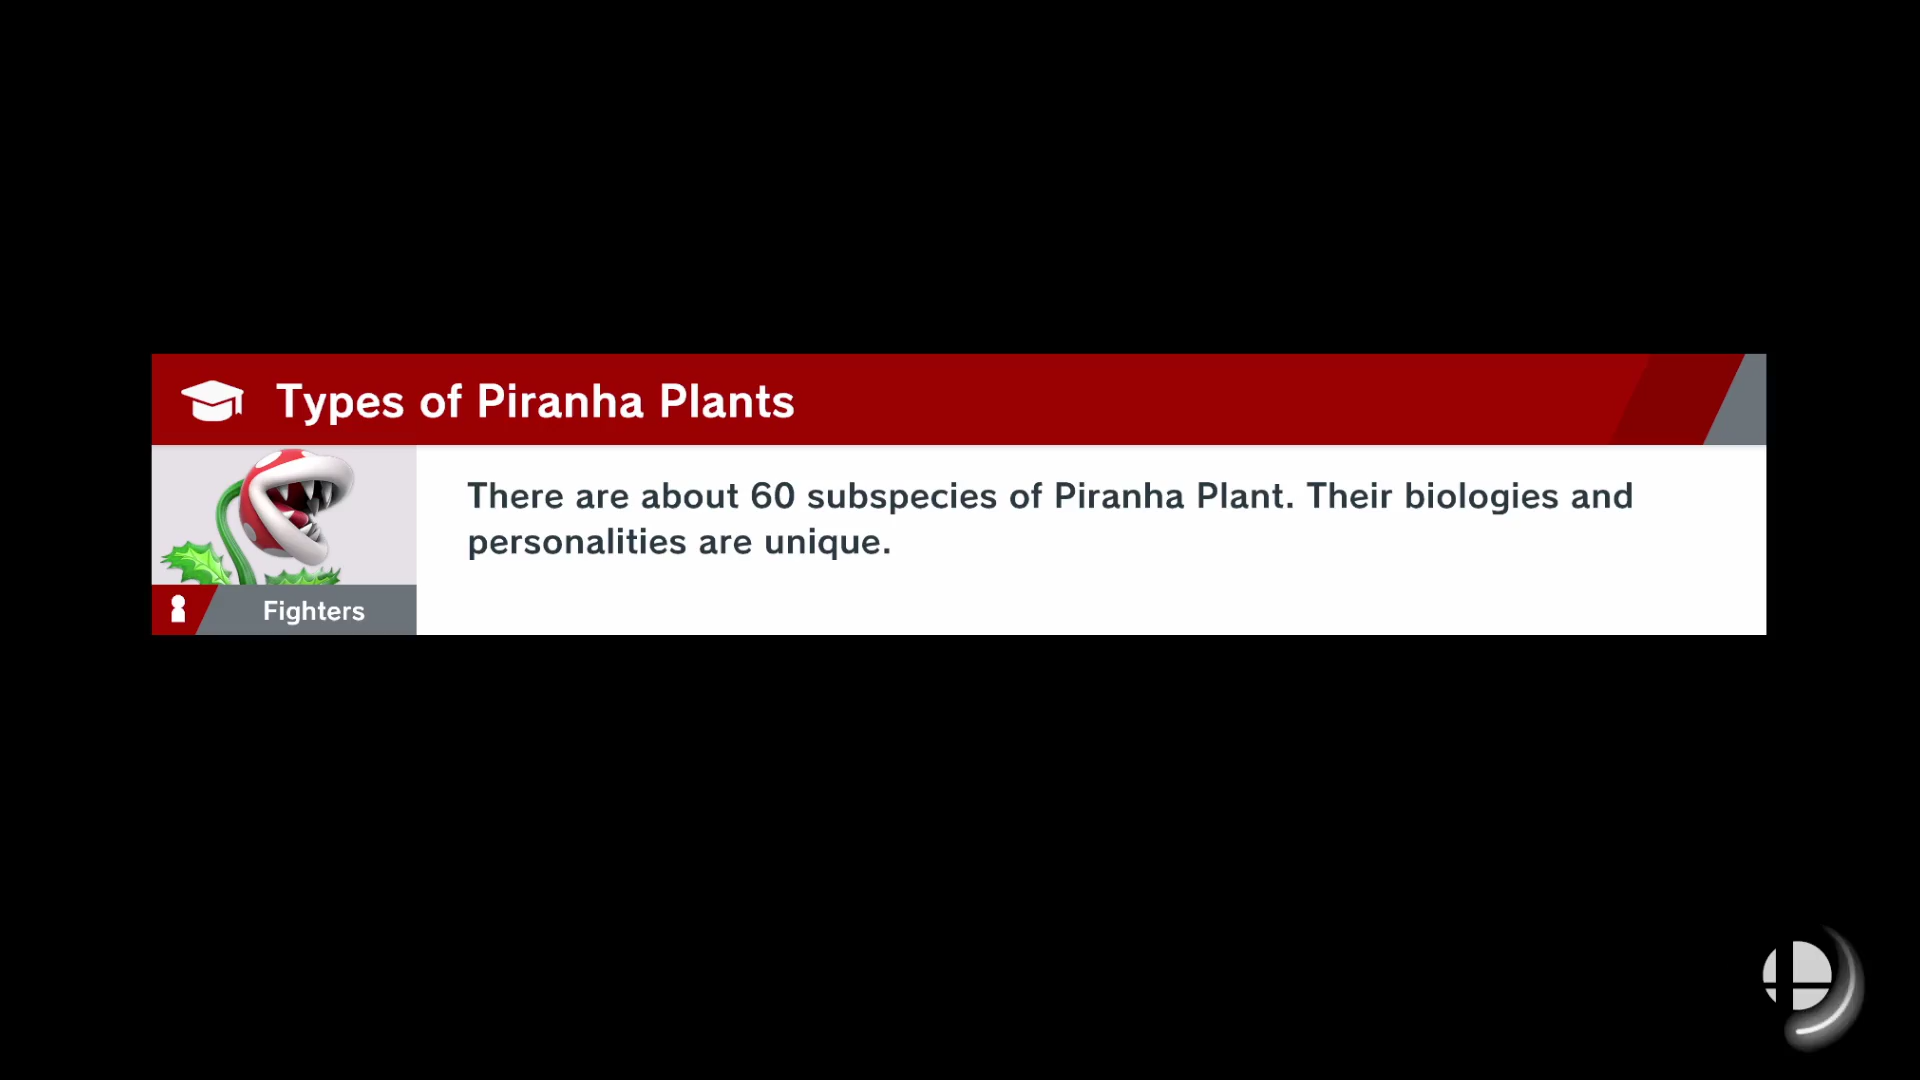 Types of Piranha Plants
There are about 60 subspecies of Piranha Plant. Their biologies and
personalities are unique.
Fighters